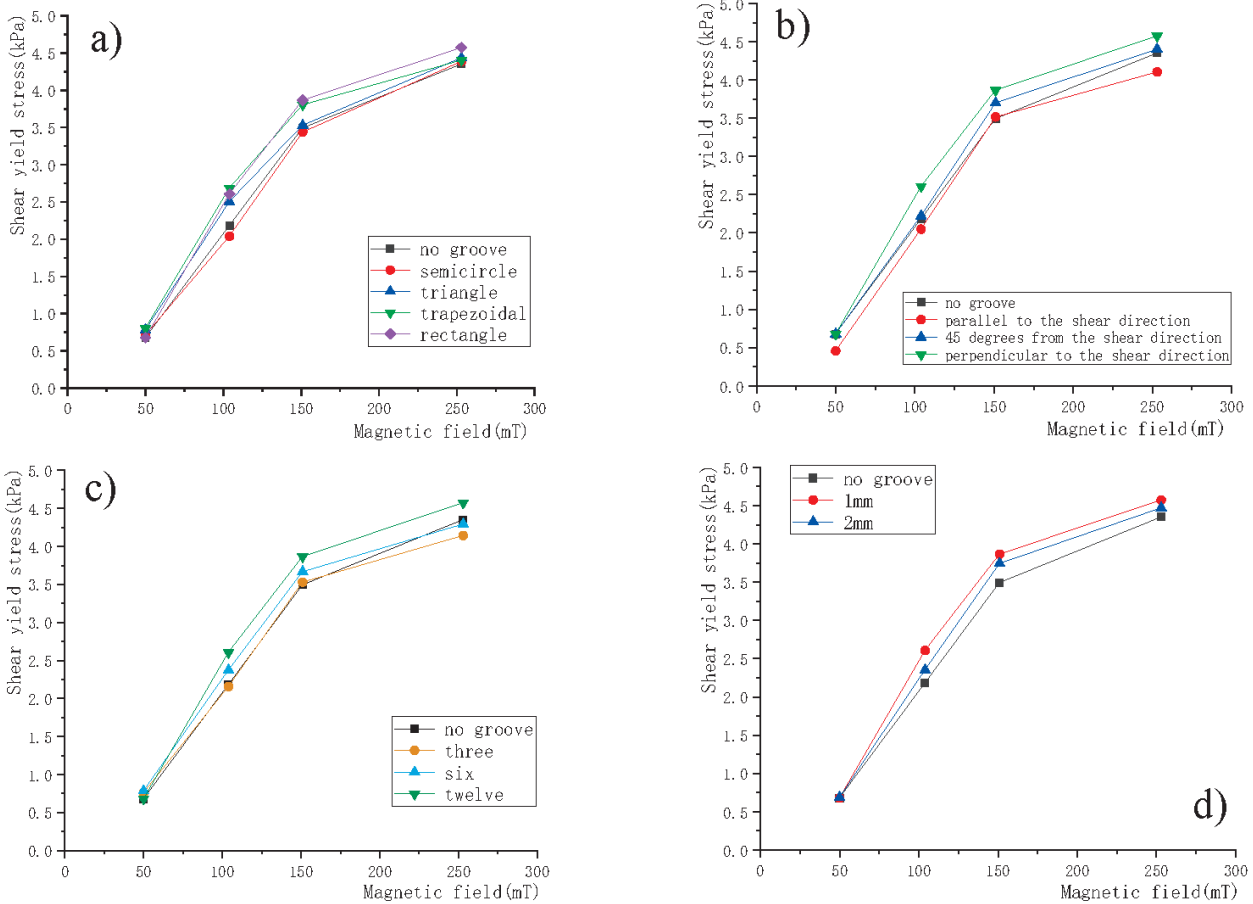 a)
Shear yield stress(kPa)
5.0
4.5
4.0
3.5
3.0
2.5
2.0
1.5
1.0
0.5
0.0
no groove
semicircle
triangle
trapezoidal
rectangle
0 50 100 150 200 250 300
Magnetic field(mT)
b)
Shear yield stress(kPa)
5.0
4.5
4.0
3.5
3.0
2.5
2.0
1.5
1.0
0.5
0.0
no groove
parallel to the shear direction
45 degrees from the shear direction
perpendicular to the shear direction
0 50 100 150 200 250 300
Magnetic field(mT)
c)
Shear yield stress(kPa)
5.0
4.5
4.0
3.5
3.0
2.5
2.0
1.5
1.0
0.5
0.0
no groove
three
six
twelve
0 50 100 150 200 250 300
Magnetic field(mT)
Shear yield stress(kPa)
5.0
4.5
4.0
3.5
3.0
2.5
2.0
1.5
1.0
0.5
0.0
no groove
1mm
2mm
d)
0 50 100 150 200 250 300
Magnetic field(mT)